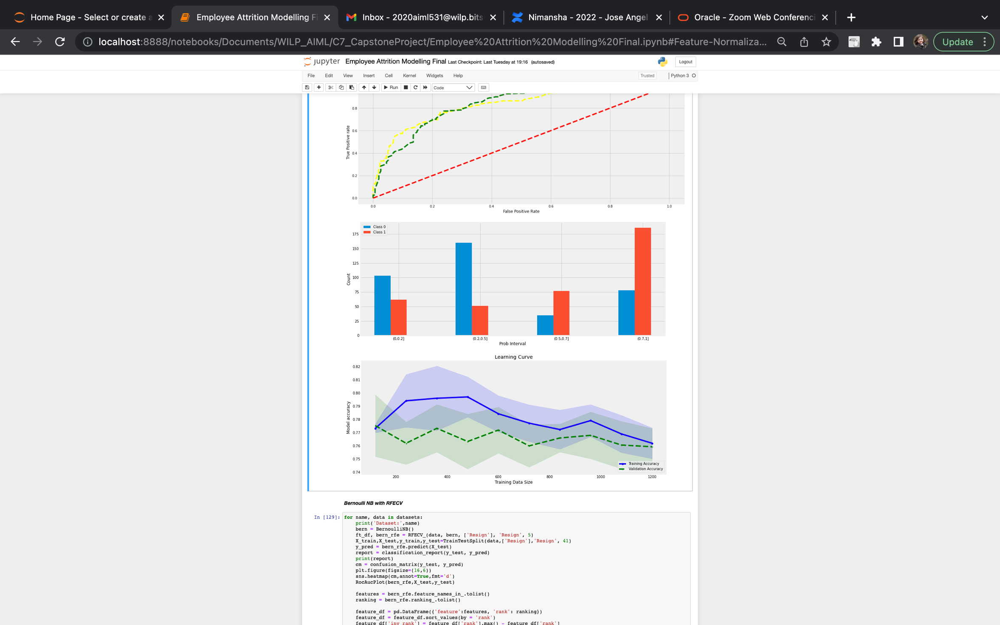 Home Page - Select or create a
Employee Attrition Modelling Fi
Inbox - 2020aiml531@wilp.bits
Nimansha - 2022 - Jose Angel
Oracle - Zoom Web Conferenci
localhost:8888/notebooks/Documents/WILP_AIML/C7_CapstoneProject/Employee%20Attrition%20Modelling%20Final.ipynb#Feature-Normaliza...
Update
jupyter Employee Attrition Modelling Final Last Checkpoint: Last Tuesday at 19:16 (autosaved)
Logout
File Edit View Insert Cell Kernel Widgets Help
Trusted
Python 3
Run
Code
0.8
0.6
0.4
0.2
0.0
True Positive rate
0.0 0.2 0.4 0.6 0.8 1.0
False Positive Rate
Class 0
Class 1
175
150
125
100
75
50
25
0
Count
(0,0.2] (0.2,0.5] (0.5,0.7] (0.7,1]
Prob Interval
Learning Curve
0.82
0.81
0.80
0.79
0.78
0.77
0.76
0.75
0.74
Model accuracy
Training Accuracy
Validation Accuracy
200 400 600 800 1000 1200
Training Data Size
Bernoulli NB with RFECV
In [129]:
for name, data in datasets:
print('Dataset:',name)
bern = BernoulliNB()
ft_df, bern_rfe = RFECV_(data, bern, ['Resign'], 'Resign', 5)
X_train,X_test,y_train,y_test=TrainTestSplit(data,['Resign'],'Resign', 41)
y_pred = bern_rfe.predict(X_test)
report = classification_report(y_test, y_pred)
print(report)
cm = confusion_matrix(y_test, y_pred)
plt.figure(figsize=(16,6))
sns.heatmap(cm,annot=True,fmt='d')
RocAucPlot(bern_rfe,X_test,y_test)
features = bern_rfe.feature_names_in_.tolist()
ranking = bern_rfe.ranking_.tolist()
feature_df = pd.DataFrame({'feature':features, 'rank': ranking})
feature_df = feature_df.sort_values(by = 'rank')
feature_df['inv_rank'] = feature_df['rank'].max() - feature_df['rank']